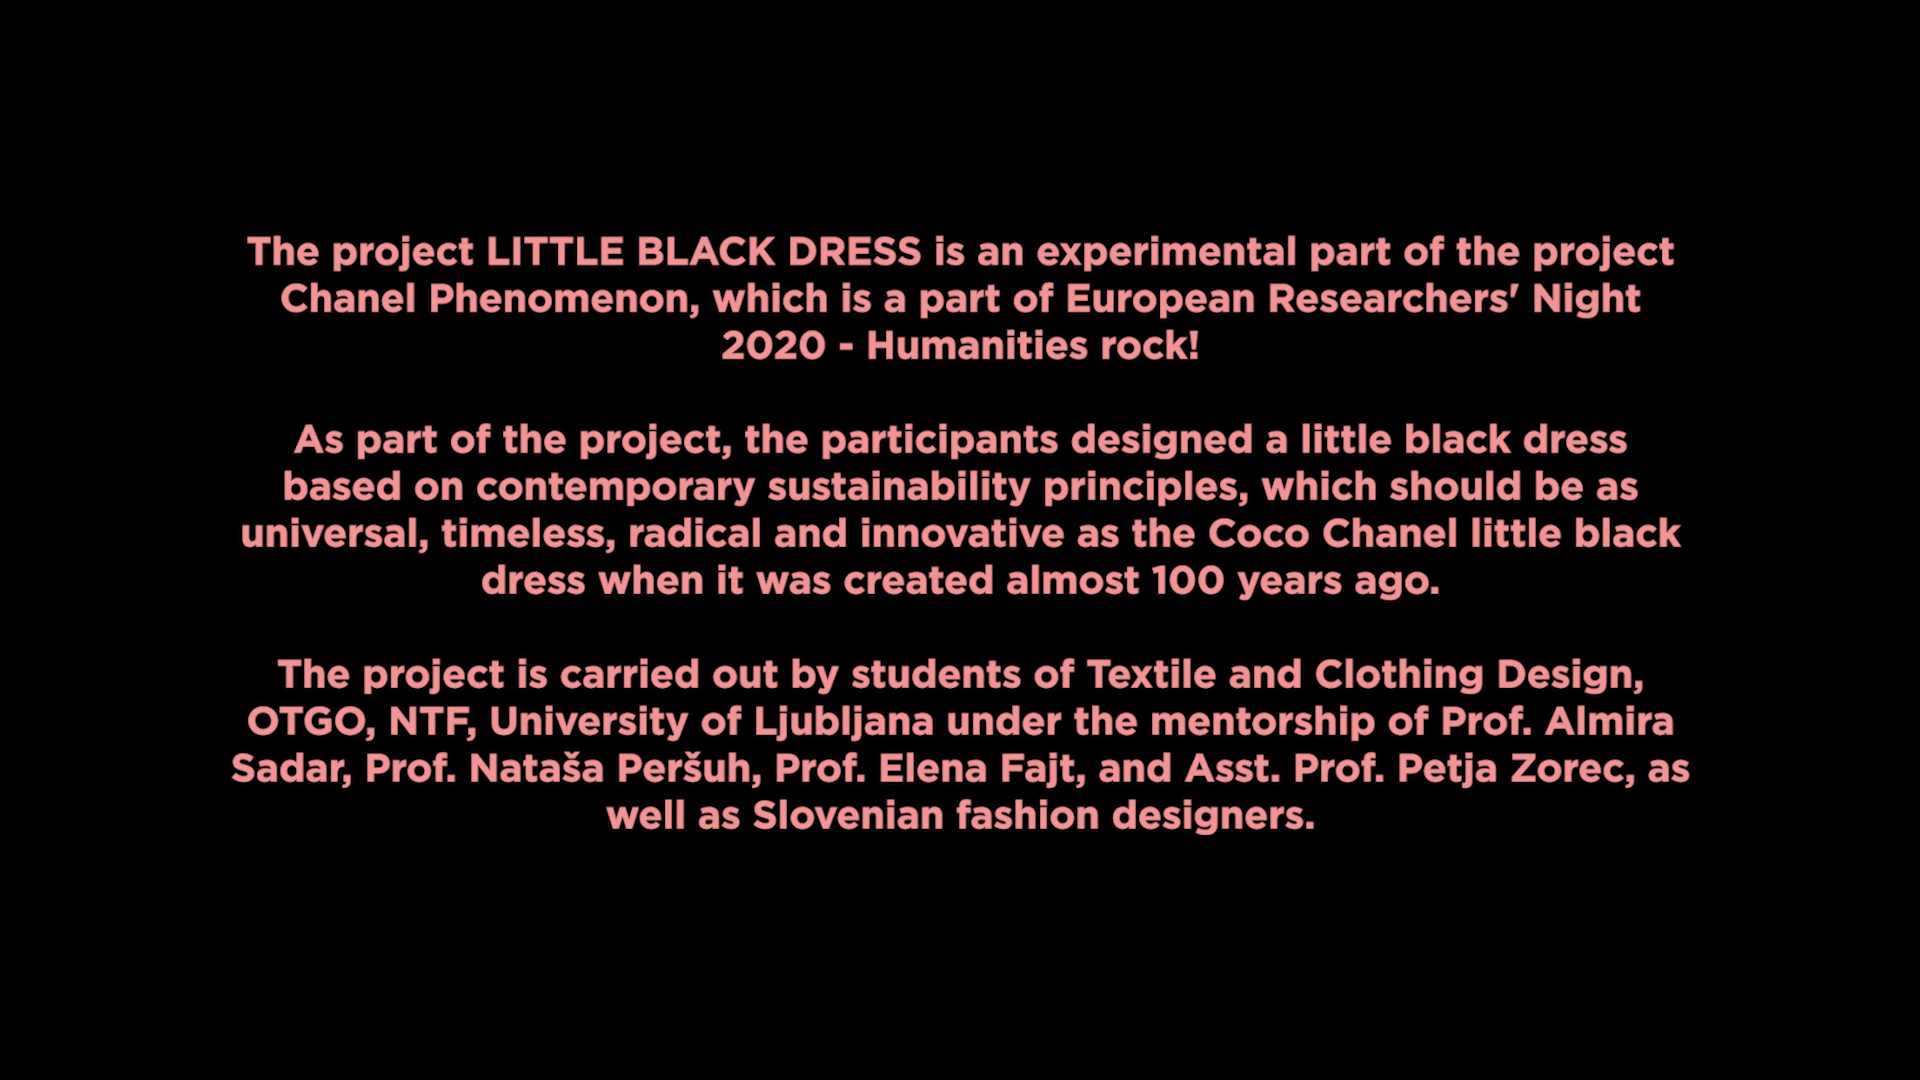 The project LITTLE BLACK DRESS is an experimental part of the project
Chanel Phenomenon, which is a part of European Researchers' Night
2020 - Humanities rock!
As part of the project, the participants designed a little black dress
based on contemporary sustainability principles, which should be as
universal, timeless, radical and innovative as the Coco Chanel little black
dress when it was created almost 100 years ago.
The project is carried out by students of Textile and Clothing Design,
OTGO, NTF, University of Ljubljana under the mentorship of Prof. Almira
Sadar, Prof. Nataša Peršuh, Prof. Elena Fajt, and Asst. Prof. Petja Zorec, as
well as Slovenian fashion designers.